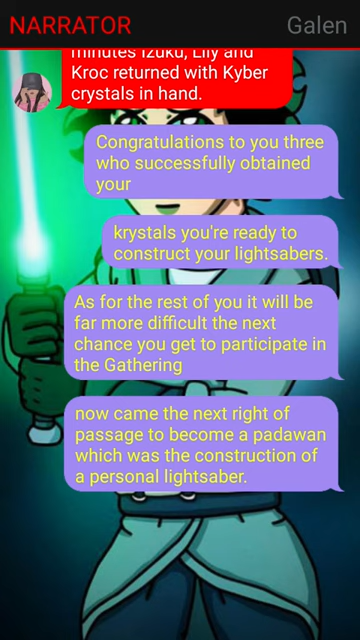 NARRATOR
Galen
minutes Izuku, Lily and
Kroc returned with Kyber
crystals in hand.
Congratulations to you three
who successfully obtained
your
krystals you're ready to
construct your lightsabers.
As for the rest of you it will be
far more difficult the next
chance you get to participate in
the Gathering
now came the next right of
passage to become a padawan
which was the construction of
a personal lightsaber.